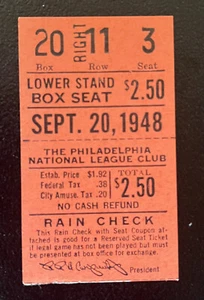 20 RIGHT 11 3
Box Row Seat
LOWER STAND
BOX SEAT $2.50
SEPT. 20, 1948
THE PHILADELPHIA
NATIONAL LEAGUE CLUB
Estab. Price $1.92
Federal Tax .38
City Amuse. Tax .20
TOTAL
$2.50
NO CASH REFUND
RAIN CHECK
This Rain Check with Seat Coupon at-
tached is good for a Reserved Seat Ticket
if legal game has not been played but must
be presented at box office for exchange.
President